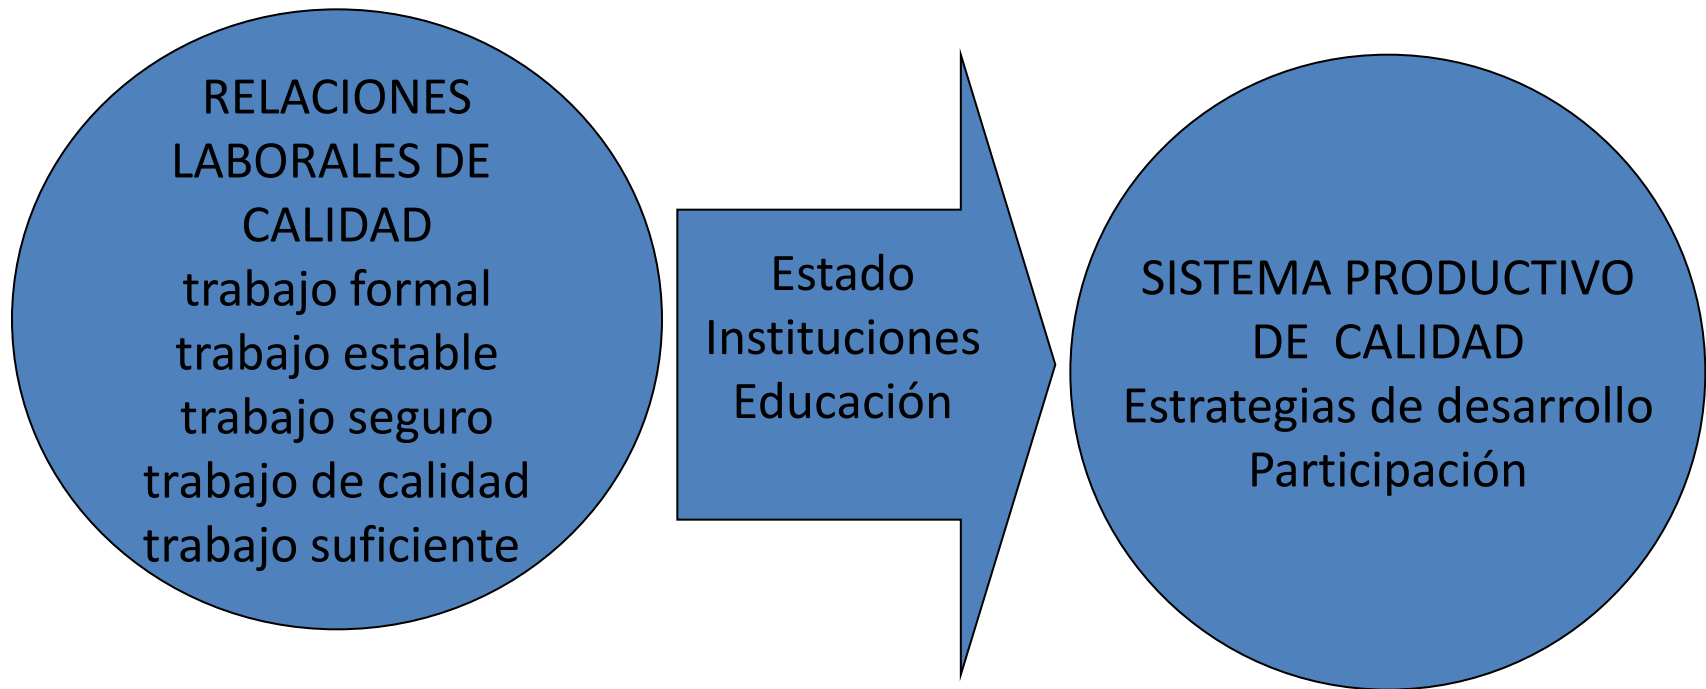 RELACIONES
LABORALES DE
CALIDAD
trabajo formal
trabajo estable
trabajo seguro
trabajo de calidad
trabajo suficiente
Estado
Instituciones
Educación
SISTEMA PRODUCTIVO
DE CALIDAD
Estrategias de desarrollo
Participación